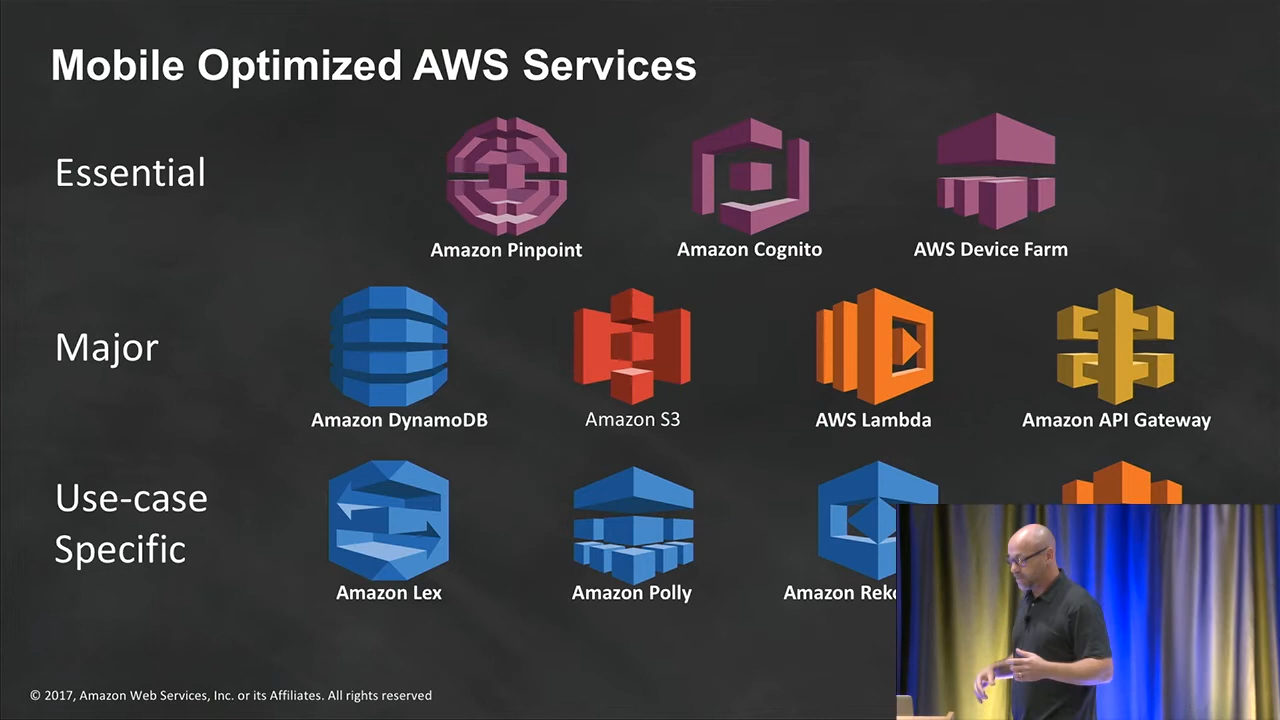 Mobile Optimized AWS Services
Essential
Amazon Pinpoint
Amazon Cognito
AWS Device Farm
Major
Amazon DynamoDB
Amazon S3
AWS Lambda
Amazon API Gateway
Use-case
Specific
Amazon Lex
Amazon Polly
Amazon
© 2017, Amazon Web Services, Inc. or its Affiliates. All rights reserved